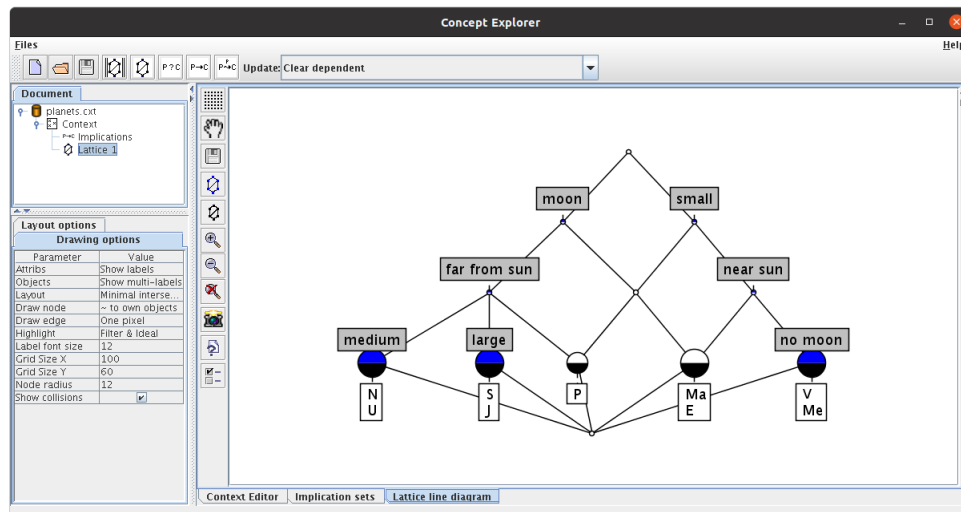 Concept Explorer
Files
Help
P?C
P→C
Update: Clear dependent
Document
planets.cxt
Context
Implications
Lattice 1
Layout options
Drawing options
Parameter Value
Attribs Show labels
Objects Show multi-labels
Layout Minimal interse...
Draw node ~ to own objects
Draw edge One pixel
Highlight Filter & Ideal
Label font size 12
Grid Size X 100
Grid Size Y 60
Node radius 12
Show collisions
moon
small
far from sun
near sun
medium
large
no moon
N
U
S
J
P
Ma
E
V
Me
Context Editor
Implication sets
Lattice line diagram